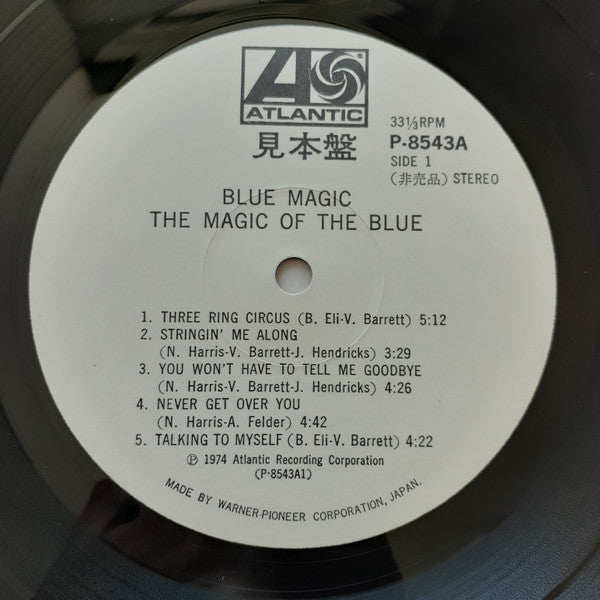 ATLANTIC
見本盤
33⅓RPM
P-8543A
SIDE 1
(非売品) STEREO
BLUE MAGIC
THE MAGIC OF THE BLUE
1. THREE RING CIRCUS (B. Eli-V. Barrett) 5:12
2. STRINGIN' ME ALONG
(N. Harris-V. Barrett-J. Hendricks) 3:29
3. YOU WON'T HAVE TO TELL ME GOODBYE
(N. Harris-V. Barrett-J. Hendricks) 4:26
4. NEVER GET OVER YOU
(N. Harris-A. Felder) 4:42
5. TALKING TO MYSELF (B. Eli-V. Barrett) 4:22
℗ 1974 Atlantic Recording Corporation
(P-8543A1)
MADE BY WARNER-PIONEER CORPORATION, JAPAN.